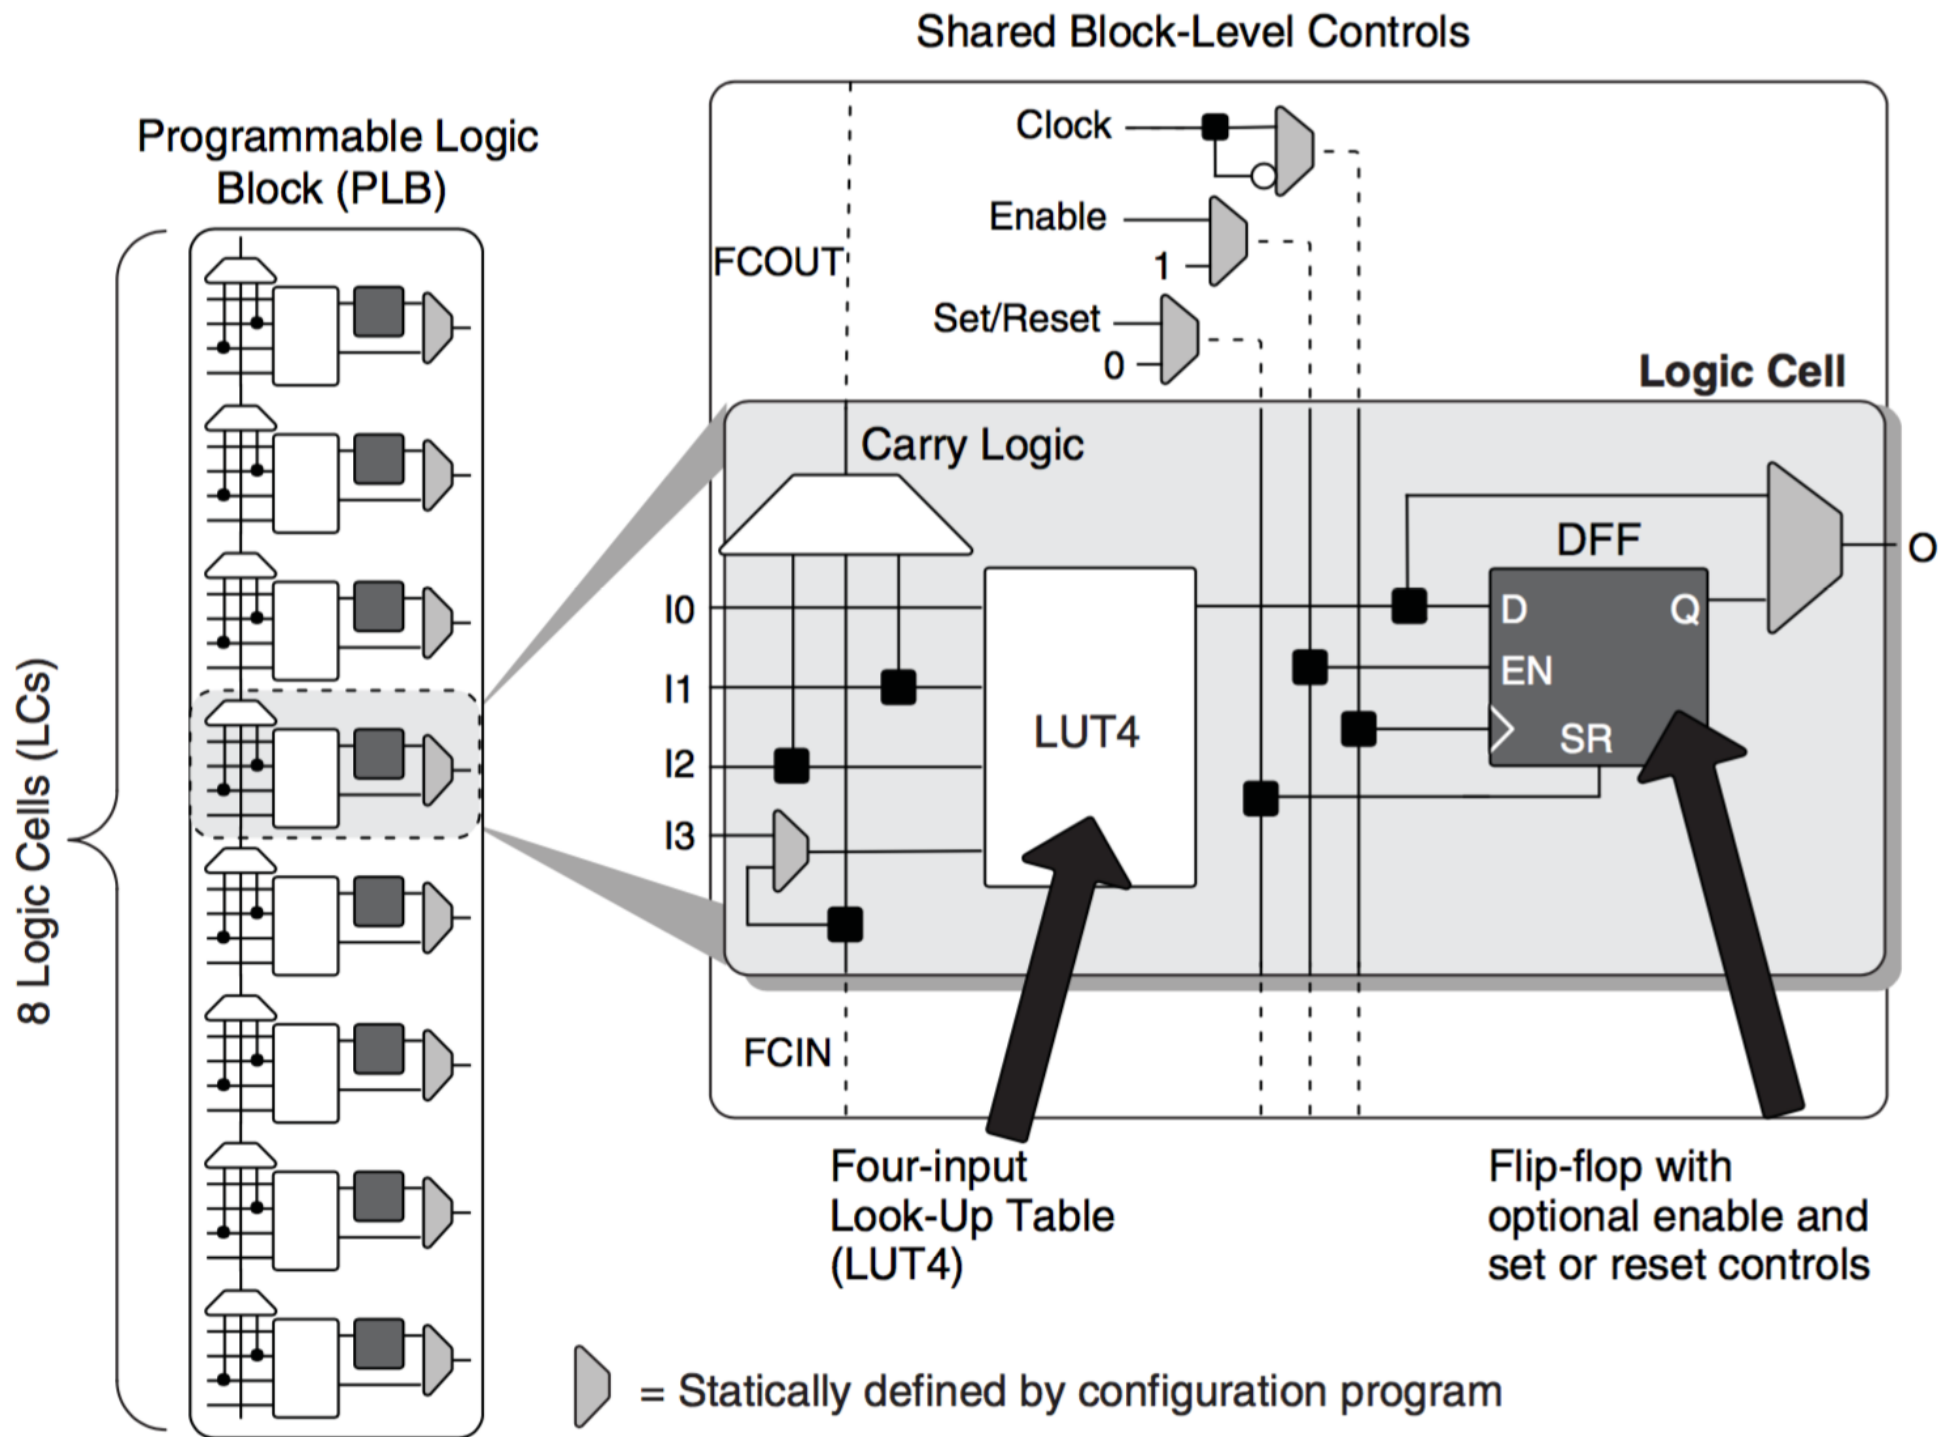 Shared Block-Level Controls
Programmable Logic
Block (PLB)
8 Logic Cells (LCs)
Clock
Enable
1
FCOUT
Set/Reset
0
Logic Cell
Carry Logic
DFF
O
I0
D
Q
I1
EN
LUT4
I2
SR
I3
FCIN
Four-input
Look-Up Table
(LUT4)
Flip-flop with
optional enable and
set or reset controls
= Statically defined by configuration program